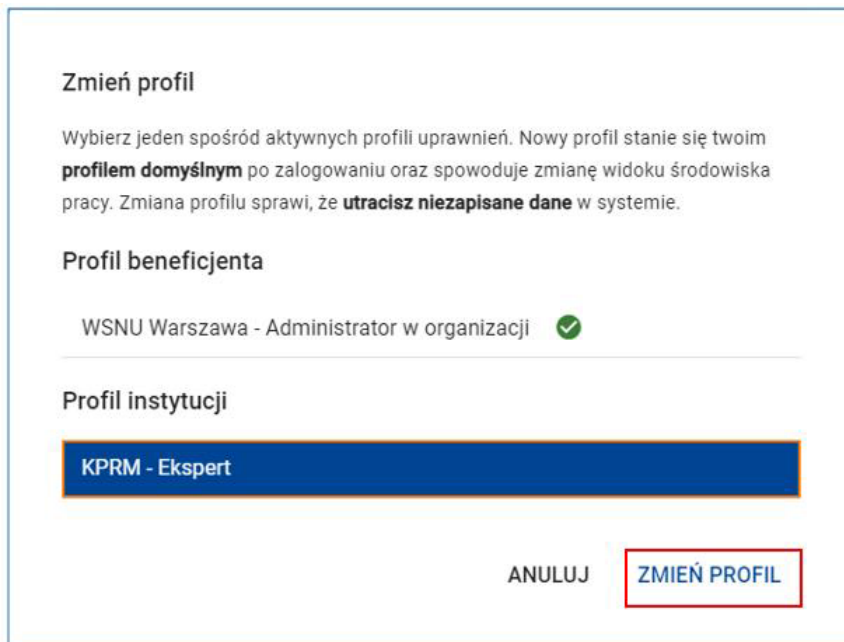 Zmień profil
Wybierz jeden spośród aktywnych profili uprawnień. Nowy profil stanie się twoim
profilem domyślnym po zalogowaniu oraz spowoduje zmianę widoku środowiska
pracy. Zmiana profilu sprawi, że utracisz niezapisane dane w systemie.
Profil beneficjenta
WSNU Warszawa - Administrator w organizacji
Profil instytucji
KPRM - Ekspert
ANULUJ ZMIEŃ PROFIL